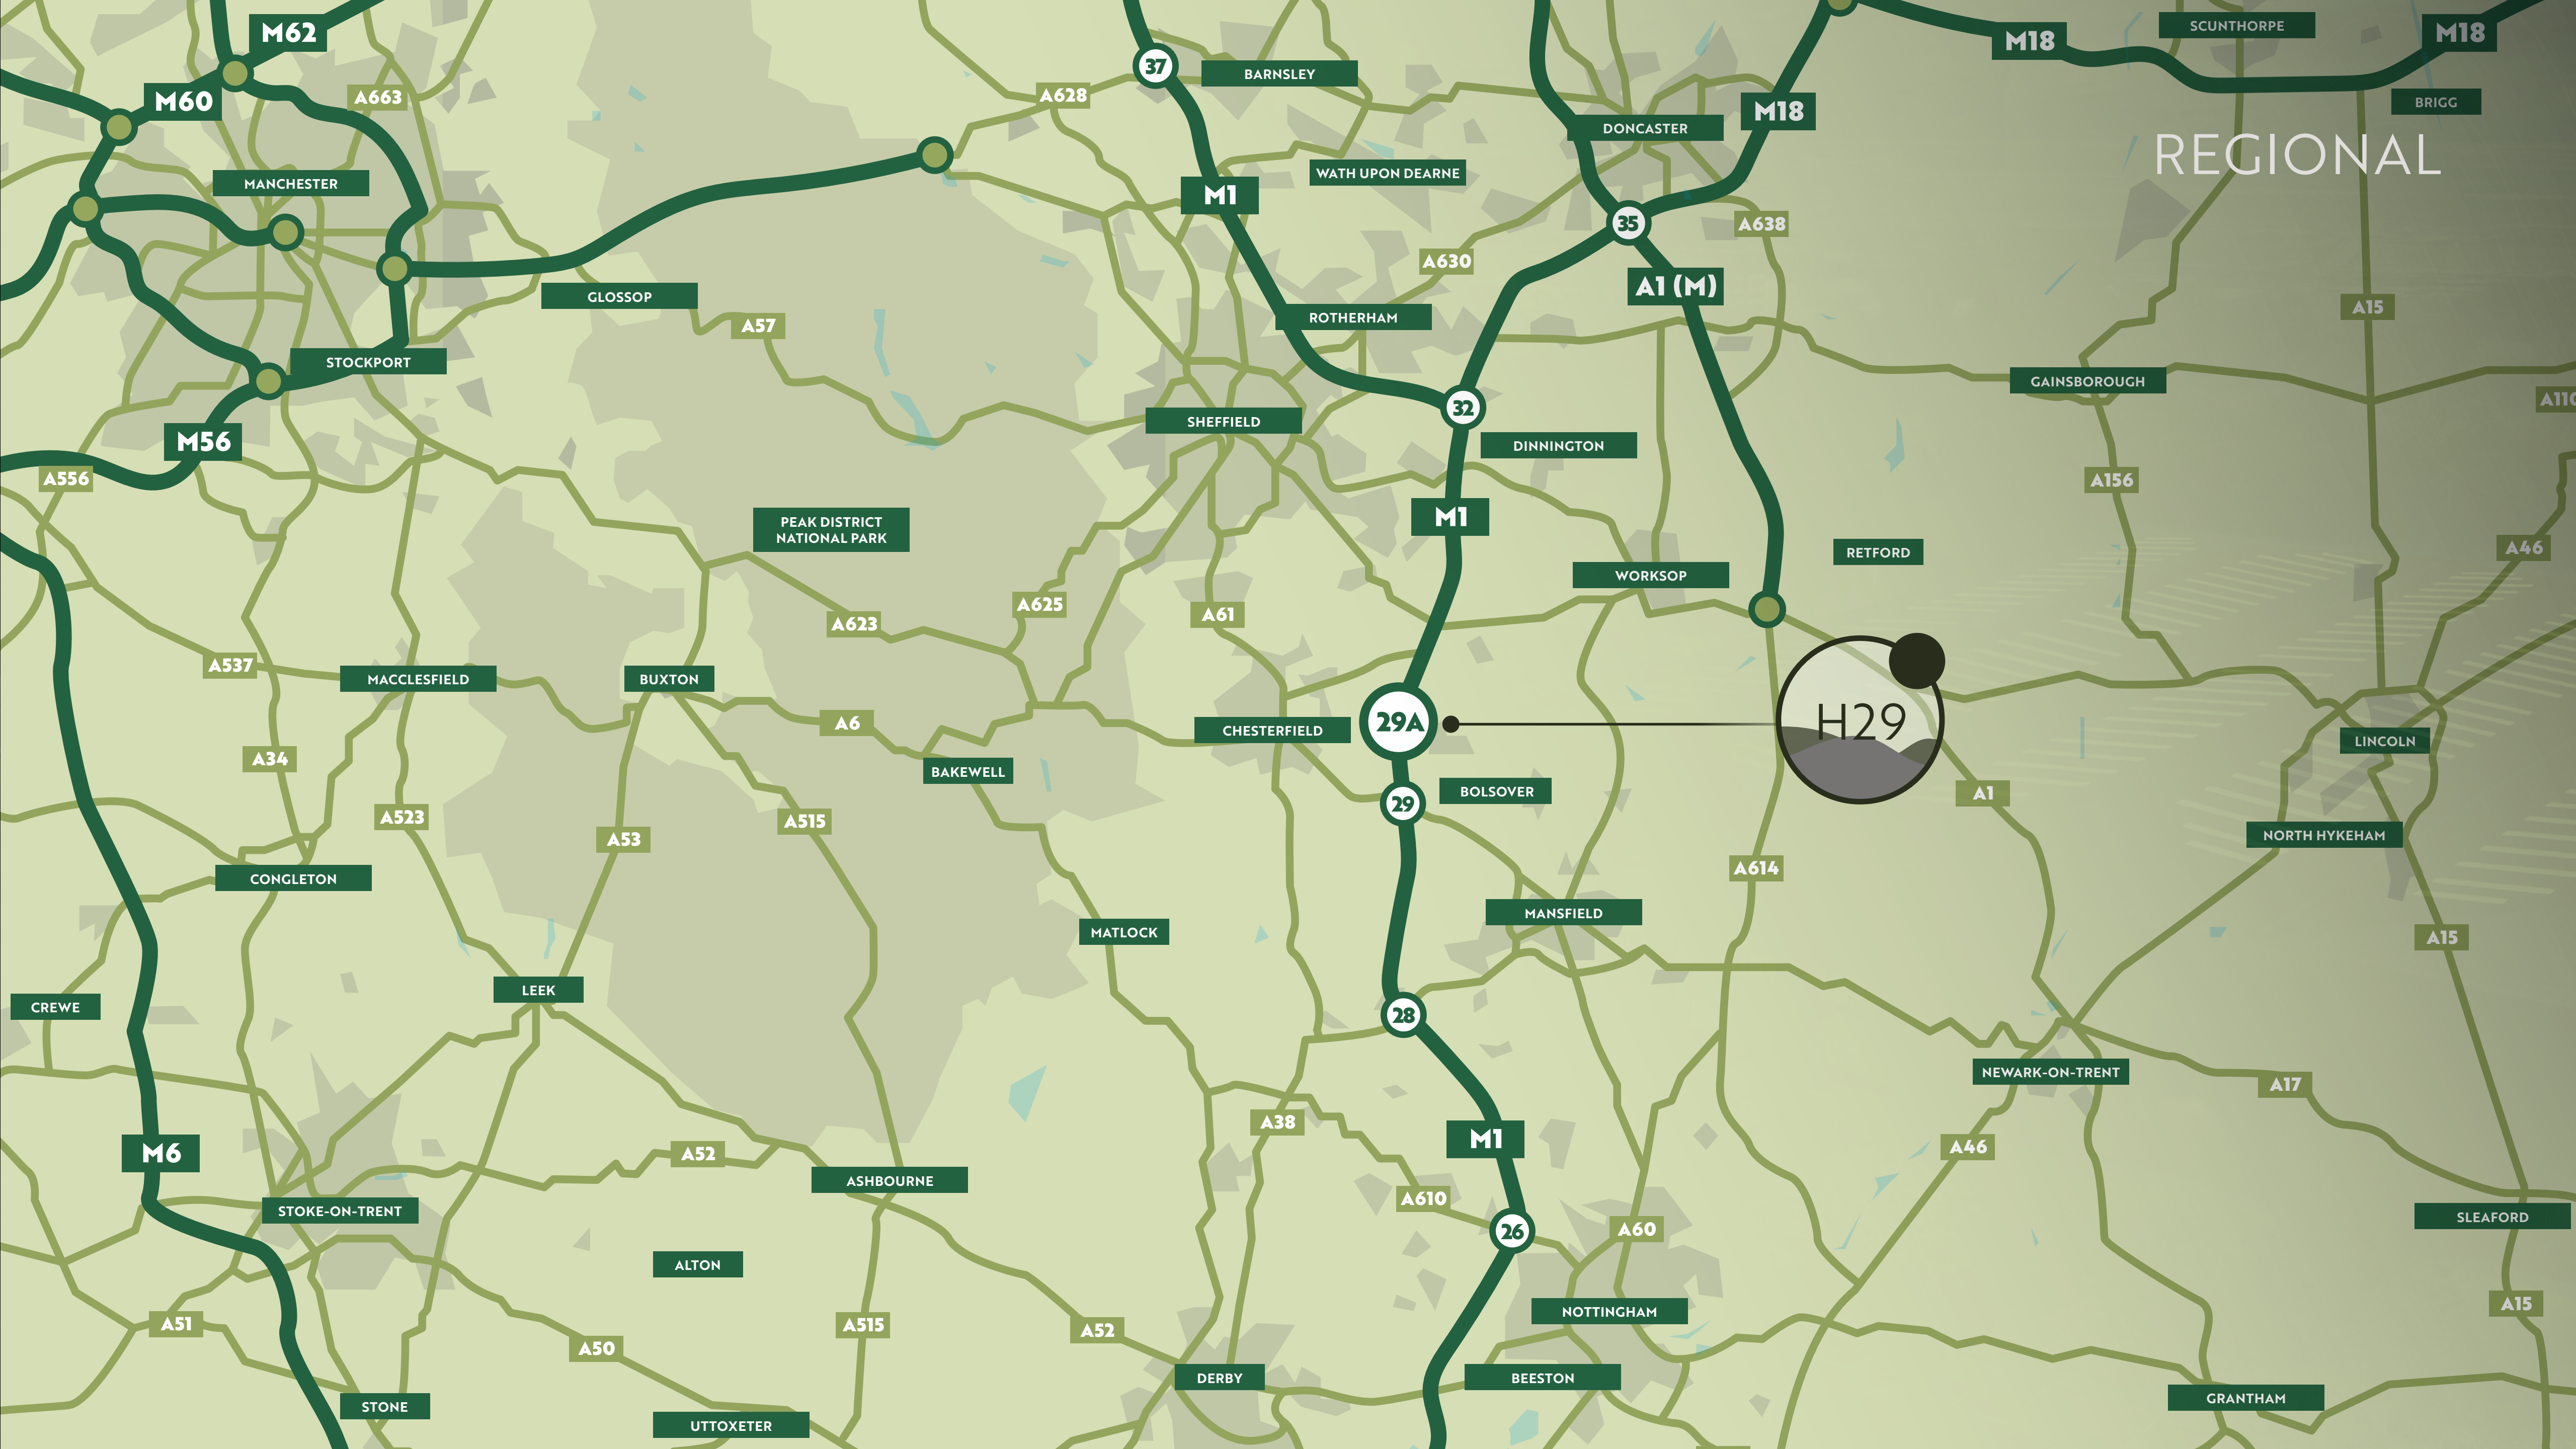 M62
SCUNTHORPE
M18
M18
37
BARNSLEY
M60
A663
A628
M18
BRIGG
DONCASTER
REGIONAL
MANCHESTER
WATH UPON DEARNE
M1
35
A638
A630
A1 (M)
GLOSSOP
ROTHERHAM
A15
A57
STOCKPORT
GAINSBOROUGH
32
SHEFFIELD
M56
DINNINGTON
A556
A156
M1
PEAK DISTRICT
NATIONAL PARK
RETFORD
A46
WORKSOP
A625
A61
A623
A537
MACCLESFIELD
BUXTON
A6
29A
H29
CHESTERFIELD
LINCOLN
A34
BAKEWELL
BOLSOVER
A1
29
A523
A515
NORTH HYKEHAM
A53
A614
CONGLETON
MANSFIELD
MATLOCK
A15
LEEK
CREWE
28
NEWARK-ON-TRENT
A17
A38
M1
A46
M6
A52
ASHBOURNE
A610
STOKE-ON-TRENT
SLEAFORD
26
A60
ALTON
A15
NOTTINGHAM
A51
A515
A52
A50
DERBY
BEESTON
GRANTHAM
STONE
UTTOXETER